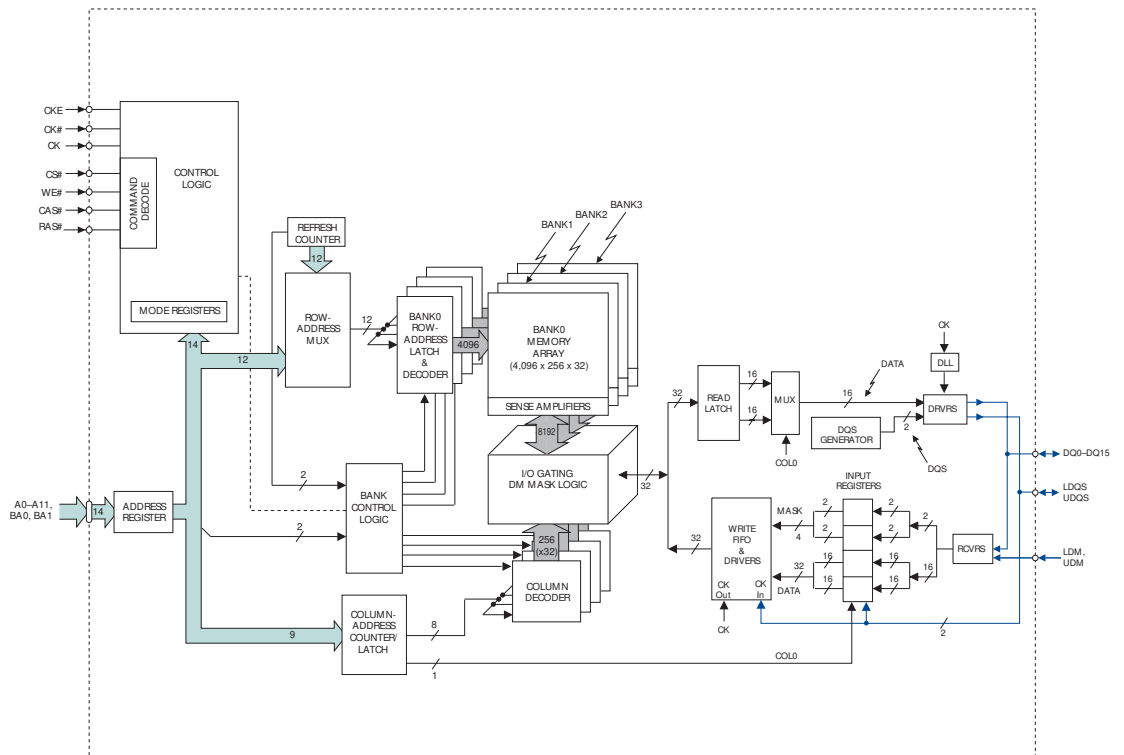 CKE
CK#
CK
CS#
WE#
CAS#
RAS#
COMMAND
DECODE
CONTROL
LOGIC
MODE REGISTERS
14
12
REFRESH
COUNTER
12
ROW-
ADDRESS
MUX
12
BANK0
ROW-
ADDRESS
LATCH
&
DECODER
4096
BANK1
BANK2
BANK3
BANK0
MEMORY
ARRAY
(4,096 x 256 x 32)
SENSE AMPLIFIERS
8192
I/O GATING
DM MASK LOGIC
32
256
(x32)
COLUMN
DECODER
A0–A11,
BA0, BA1
14
ADDRESS
REGISTER
2
2
BANK
CONTROL
LOGIC
9
COLUMN-
ADDRESS
COUNTER/
LATCH
8
1
COL0
32
READ
LATCH
16
16
MUX
COL0
16
DATA
DQS
GENERATOR
2
DQS
CK
DLL
DRVRS
DQ0–DQ15
LDQS
UDQS
LDM,
UDM
32
WRITE
FIFO
&
DRIVERS
CK
Out
CK
In
CK
MASK
4
32
DATA
INPUT
REGISTERS
2
2
16
16
2
2
16
16
2
16
RCVRS
2